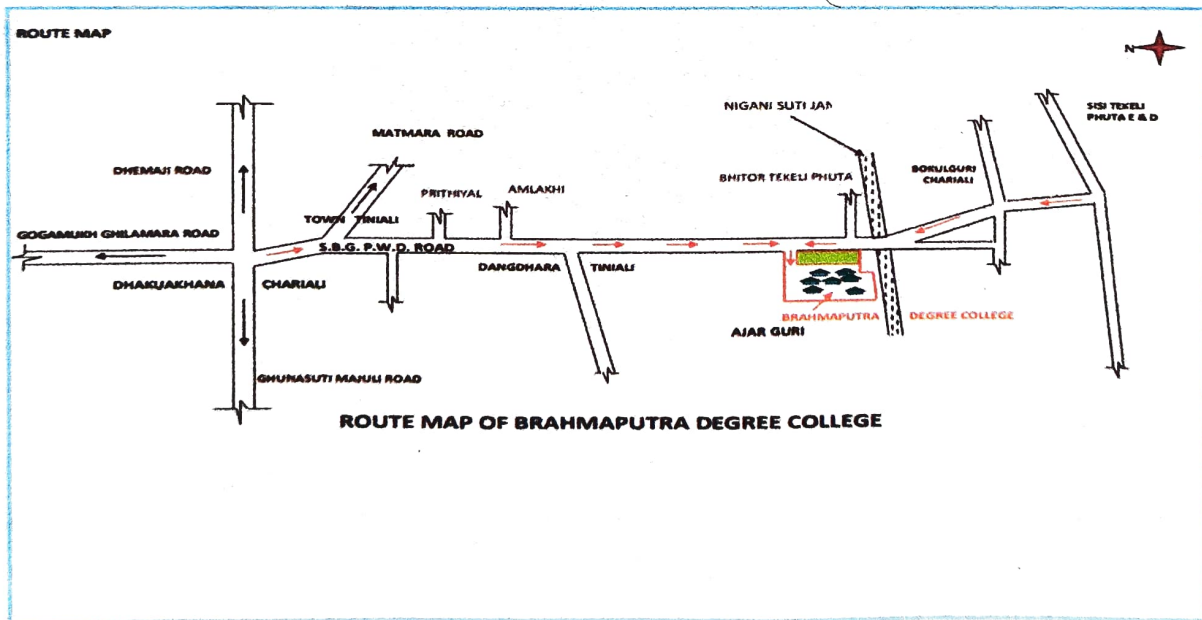 ROUTE MAP
N
NIGANI SUTI JAN
SISI TEKELI
PHUTA E & D
MATMARA ROAD
DHEMAJI ROAD
PRITHIYAL
AMLAKHI
BHITOR TEKELI PHUTA
BOKULGURI
CHARIALI
TOWN TINIALI
GOGAMUKH GHILAMARA ROAD
S.B.G. P.W.D. ROAD
DANGDHARA TINIALI
DHAKUAKHANA CHARIALI
BRAHMAPUTRA DEGREE COLLEGE
AJAR GURI
GHUNASUTI MAJULI ROAD
ROUTE MAP OF BRAHMAPUTRA DEGREE COLLEGE